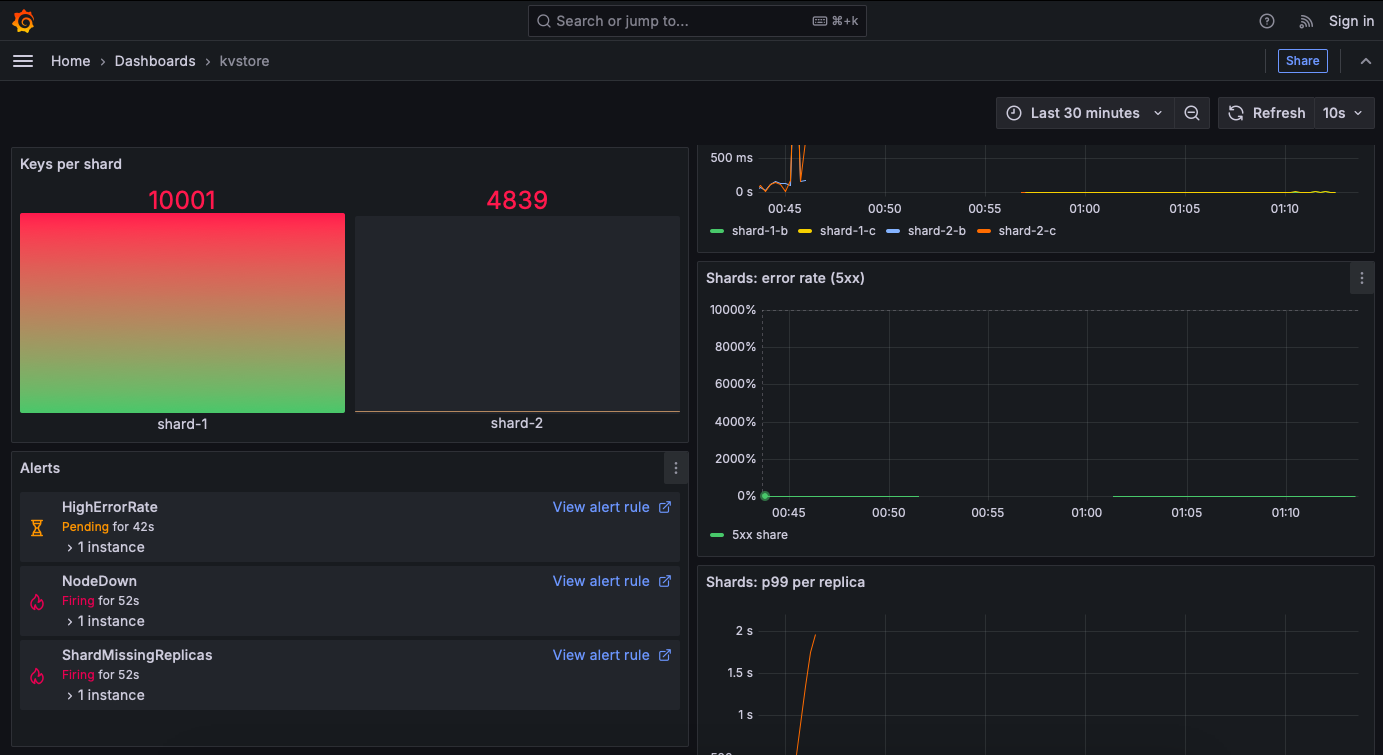 Search or jump to... ⌘+k Sign in
Home › Dashboards › kvstore Share
Last 30 minutes Refresh 10s
Keys per shard
10001 4839
shard-1 shard-2
Alerts
HighErrorRate View alert rule
Pending for 42s
1 instance
NodeDown View alert rule
Firing for 52s
1 instance
ShardMissingReplicas View alert rule
Firing for 52s
1 instance
500 ms
0 s
00:45 00:50 00:55 01:00 01:05 01:10
shard-1-b shard-1-c shard-2-b shard-2-c
Shards: error rate (5xx)
10000%
8000%
6000%
4000%
2000%
0%
00:45 00:50 00:55 01:00 01:05 01:10
5xx share
Shards: p99 per replica
2 s
1.5 s
1 s